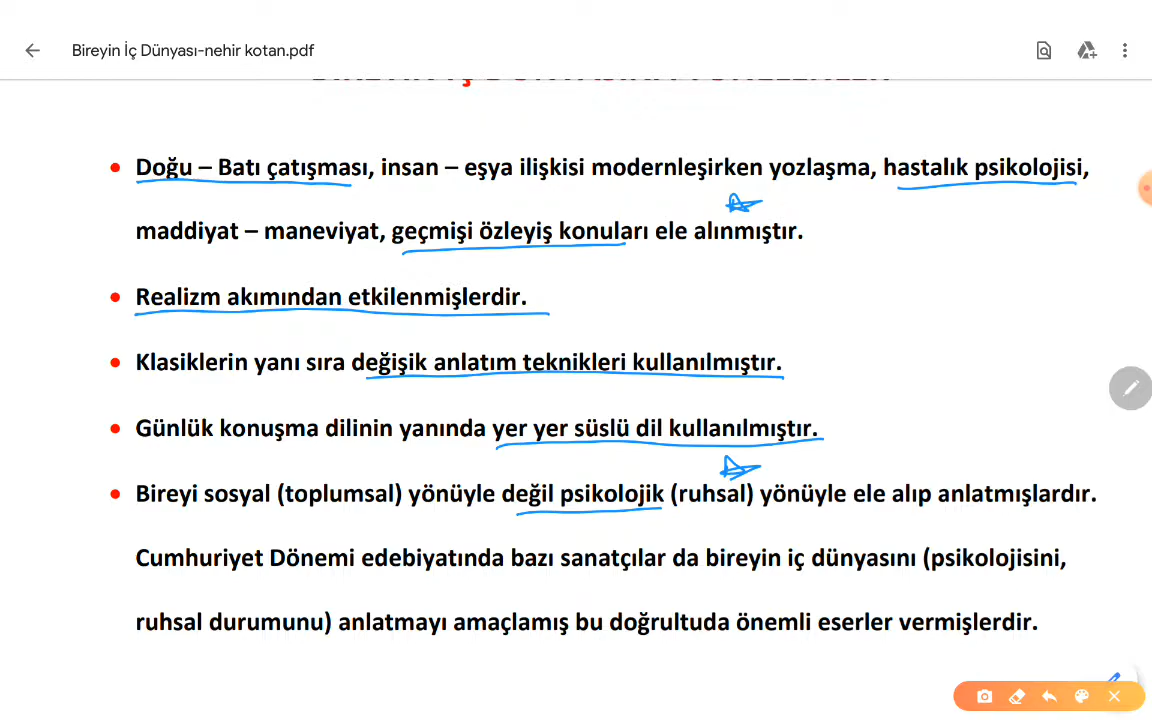 Bireyin İç Dünyası-nehir kotan.pdf
Doğu – Batı çatışması, insan – eşya ilişkisi modernleşirken yozlaşma, hastalık psikolojisi,
maddiyat – maneviyat, geçmişi özleyiş konuları ele alınmıştır.
Realizm akımından etkilenmişlerdir.
Klasiklerin yanı sıra değişik anlatım teknikleri kullanılmıştır.
Günlük konuşma dilinin yanında yer yer süslü dil kullanılmıştır.
Bireyi sosyal (toplumsal) yönüyle değil psikolojik (ruhsal) yönüyle ele alıp anlatmışlardır.
Cumhuriyet Dönemi edebiyatında bazı sanatçılar da bireyin iç dünyasını (psikolojisini,
ruhsal durumunu) anlatmayı amaçlamış bu doğrultuda önemli eserler vermişlerdir.